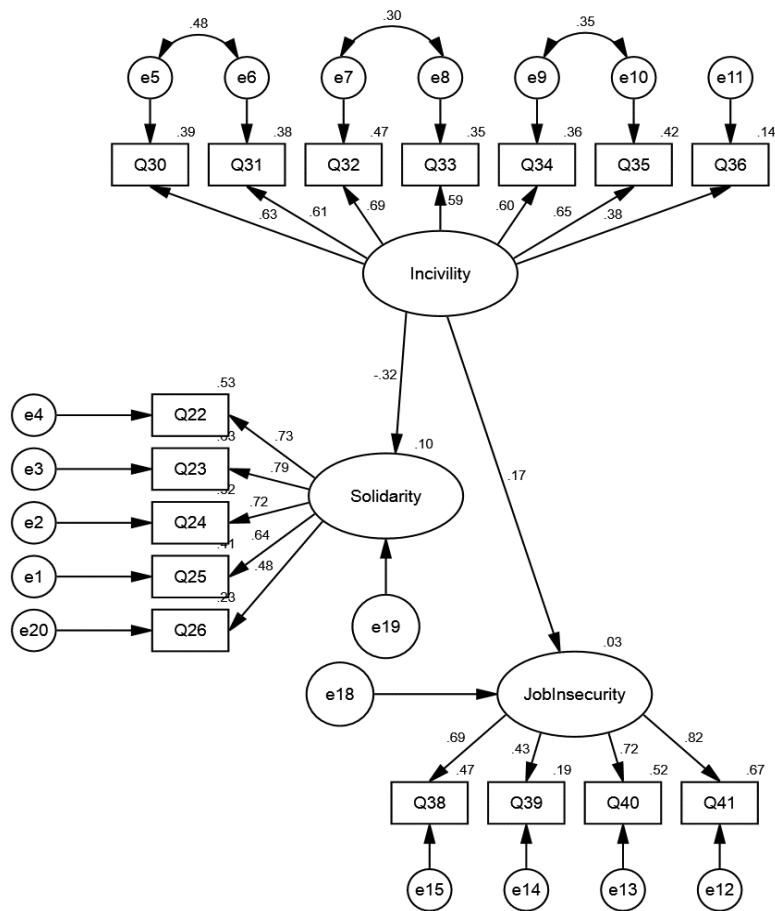 .48 .30 .35
e5 e6 e7 e8 e9 e10 e11
.39 .38 .47 .35 .36 .42 .14
Q30 Q31 Q32 Q33 Q34 Q35 Q36
.63 .61 .69 .59 .60 .65 .38
Incivility
-.32
.17
.53
e4 Q22
.73
e3 Q23
.79
.10
Solidarity
e2 Q24
.72
.41
.64
e1 Q25
.48
.23
e20 Q26
e19
.03
e18 JobInsecurity
.69 .43 .72 .82
.47 .19 .52 .67
Q38 Q39 Q40 Q41
e15 e14 e13 e12